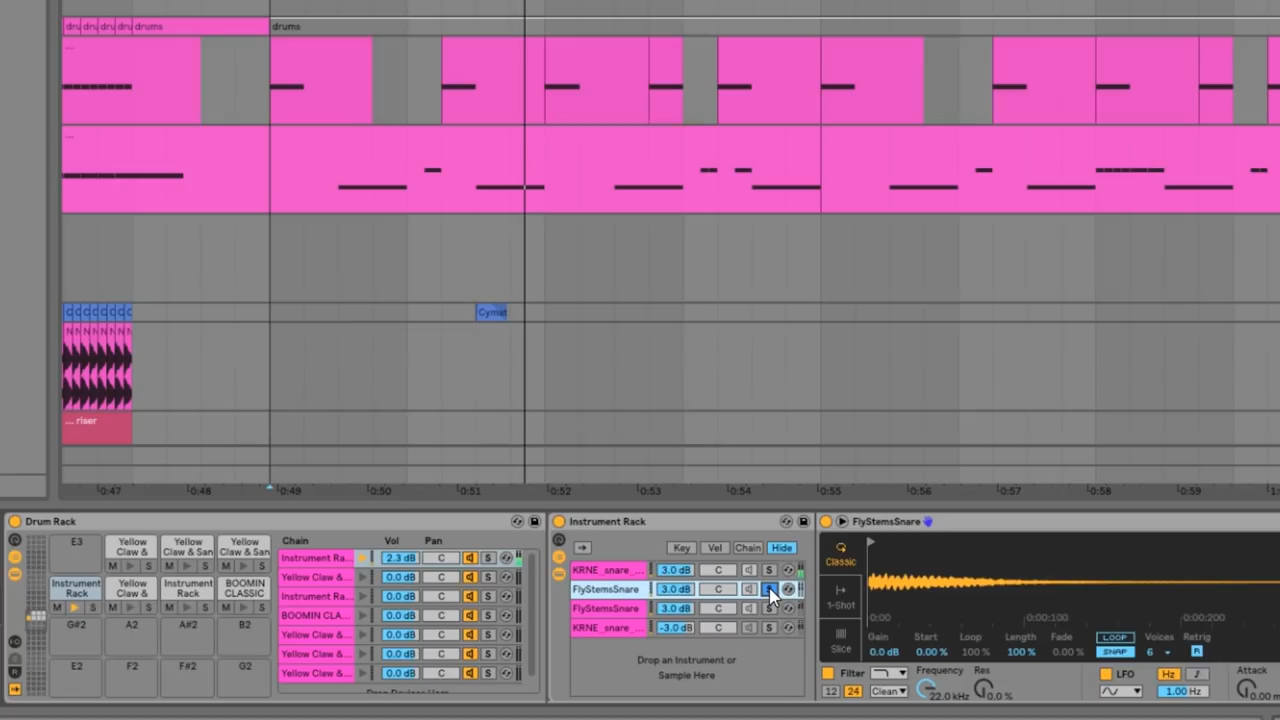 dru dru dru dru drums drums
...
...
C C C C C C C C Cymat
N N N N N N N N
... riser
0:47 0:48 0:49 0:50 0:51 0:52 0:53 0:54 0:55 0:56 0:57 0:58 0:59 1:
Drum Rack
E3 Yellow Claw & Yellow Claw & San Yellow Claw & San
M S M S M S
Instrument Rack Yellow Claw & Instrument Rack BOOMIN CLASSIC
M S M S M S M S
G#2 A2 A#2 B2
E2 F2 F#2 G2
Chain Vol Pan
Instrument Ra... 2.3 dB C S
Yellow Claw &... 0.0 dB C S
Instrument Ra... 0.0 dB C S
BOOMIN CLA... 0.0 dB C S
Yellow Claw &... 0.0 dB C S
Yellow Claw &... 0.0 dB C S
Yellow Claw &... 0.0 dB C S
Drop Devices Here
Instrument Rack
Key Vel Chain Hide
KRNE_snare_... 3.0 dB C S
FlyStemsSnare 3.0 dB C
FlyStemsSnare 3.0 dB C S
KRNE_snare_... -3.0 dB C S
Drop an Instrument or
Sample Here
FlyStemsSnare
Classic
1-Shot
Slice
0:00 0:00:100 0:00:200
Gain Start Loop Length Fade LOOP Voices Retrig
0.0 dB 0.00 % 100 % 100 % 0.00 % SNAP 6 R
Filter Frequency Res LFO Hz Attack
12 24 Clean 22.0 kHz 0.0 % 1.00 Hz 0.00 m